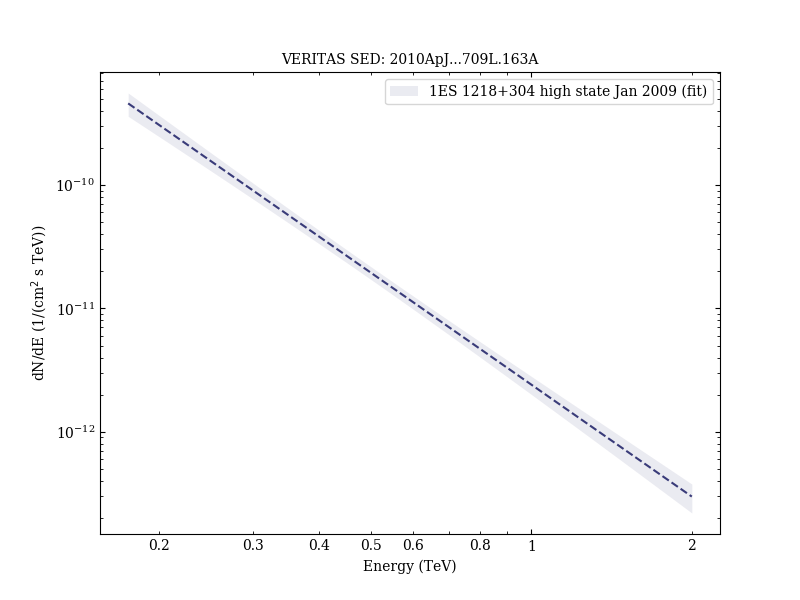 VERITAS SED: 2010ApJ...709L.163A
1ES 1218+304 high state Jan 2009 (fit)
dN/dE (1/(cm² s TeV))
10⁻¹⁰
10⁻¹¹
10⁻¹²
0.2 0.3 0.4 0.5 0.6 0.8 1 2
Energy (TeV)